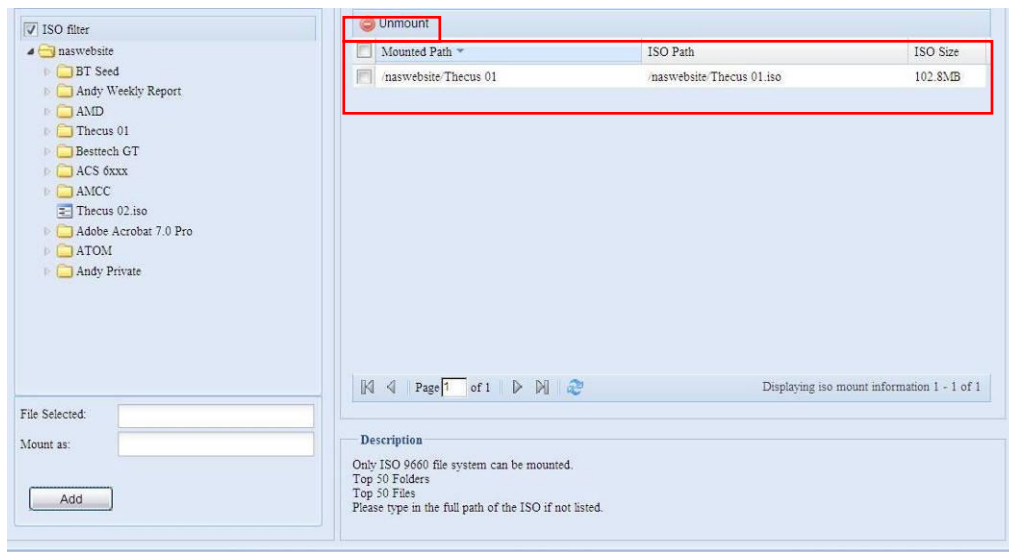 ISO filter
naswebsite
BT Seed
Andy Weekly Report
AMD
Thecus 01
Besttech GT
ACS 6xxx
AMCC
Thecus 02.iso
Adobe Acrobat 7.0 Pro
ATOM
Andy Private
File Selected:
Mount as:
Add
Unmount
Mounted Path ISO Path ISO Size
/naswebsite/Thecus 01 /naswebsite/Thecus 01.iso 102.8MB
Page 1 of 1 Displaying iso mount information 1 - 1 of 1
Description
Only ISO 9660 file system can be mounted.
Top 50 Folders
Top 50 Files
Please type in the full path of the ISO if not listed.